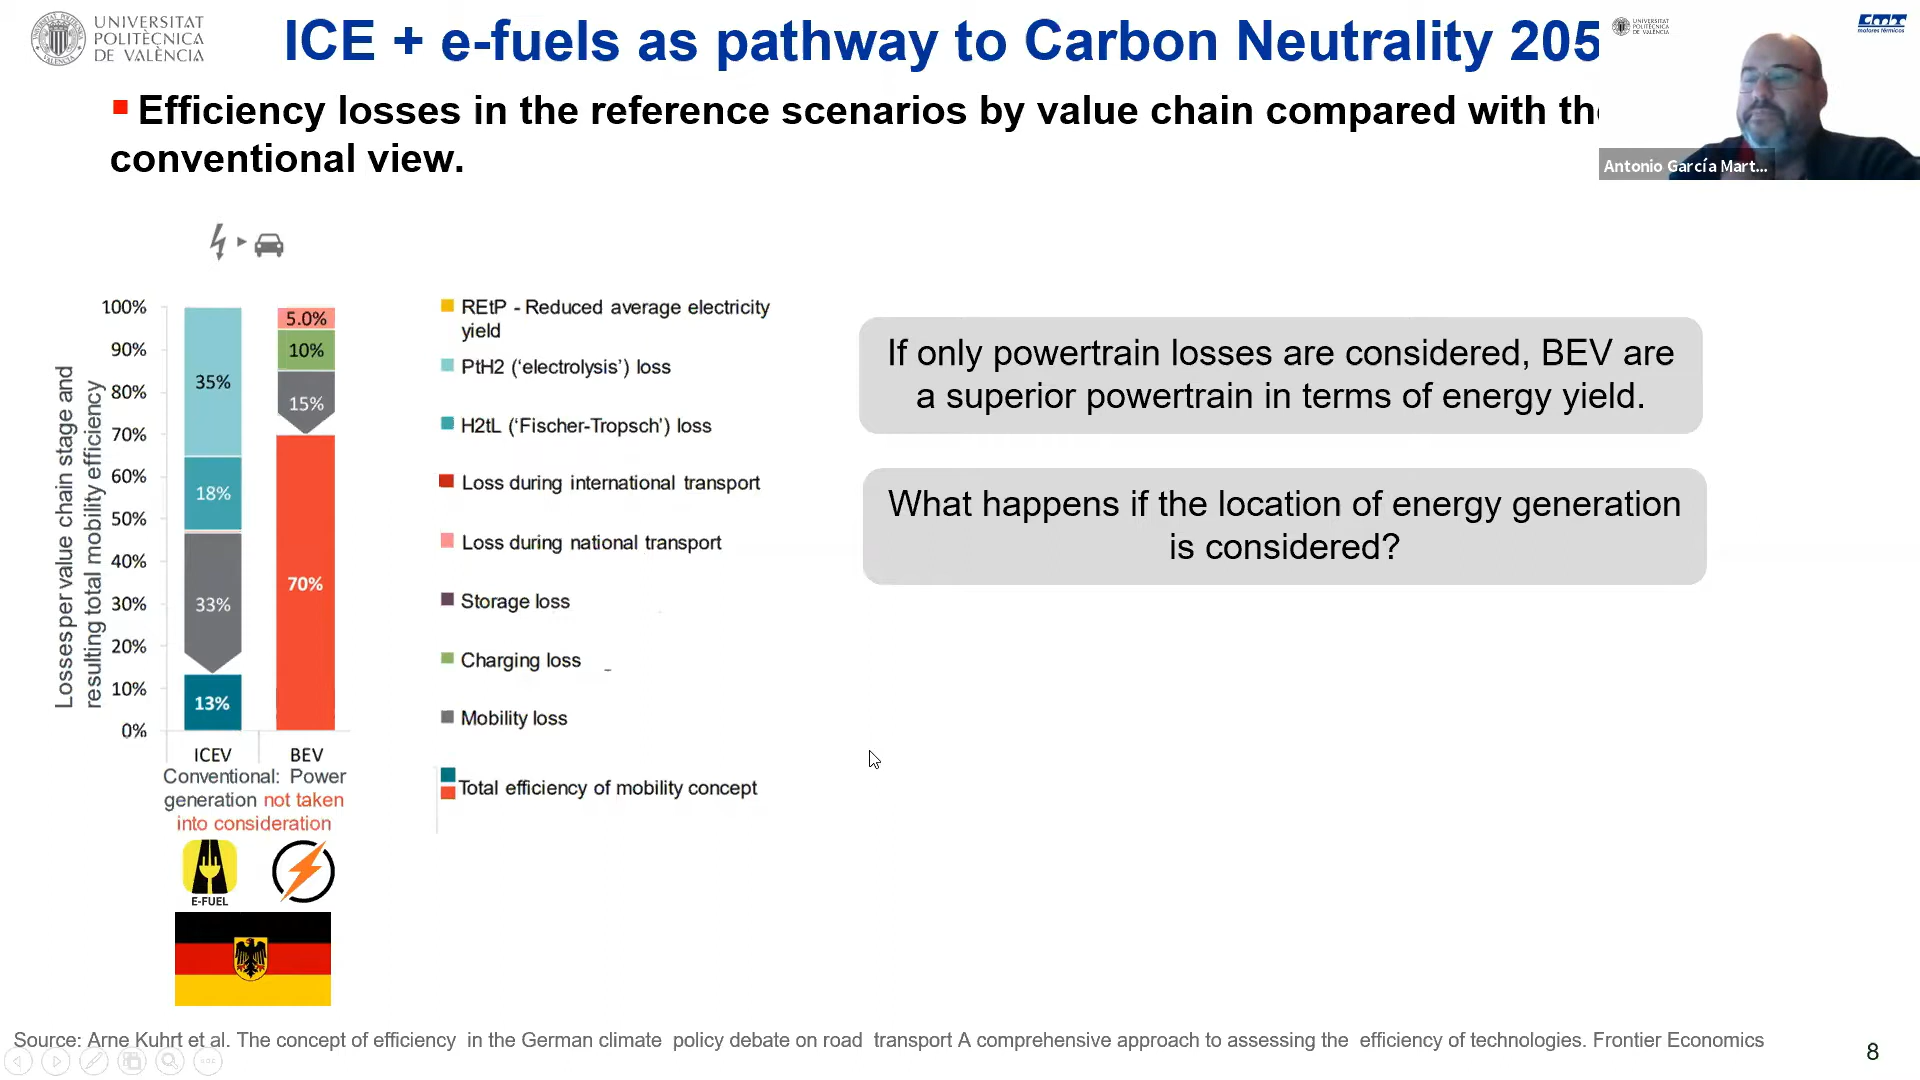 UNIVERSITAT
POLITÈCNICA
DE VALÈNCIA
ICE + e-fuels as pathway to Carbon Neutrality 205
UNIVERSITAT
POLITÈCNICA
DE VALÈNCIA
CMT
motores térmicos
Antonio García Mart...
Efficiency losses in the reference scenarios by value chain compared with the
conventional view.
Losses per value chain stage and
resulting total mobility efficiency
100%
90%
80%
70%
60%
50%
40%
30%
20%
10%
0%
35%
18%
33%
13%
5.0%
10%
15%
70%
ICEV BEV
Conventional: Power
generation not taken
into consideration
E-FUEL
REtP - Reduced average electricity
yield
PtH2 (‘electrolysis’) loss
H2tL (‘Fischer-Tropsch’) loss
Loss during international transport
Loss during national transport
Storage loss
Charging loss
Mobility loss
Total efficiency of mobility concept
If only powertrain losses are considered, BEV are
a superior powertrain in terms of energy yield.
What happens if the location of energy generation
is considered?
Source: Arne Kuhrt et al. The concept of efficiency in the German climate policy debate on road transport A comprehensive approach to assessing the efficiency of technologies. Frontier Economics
8